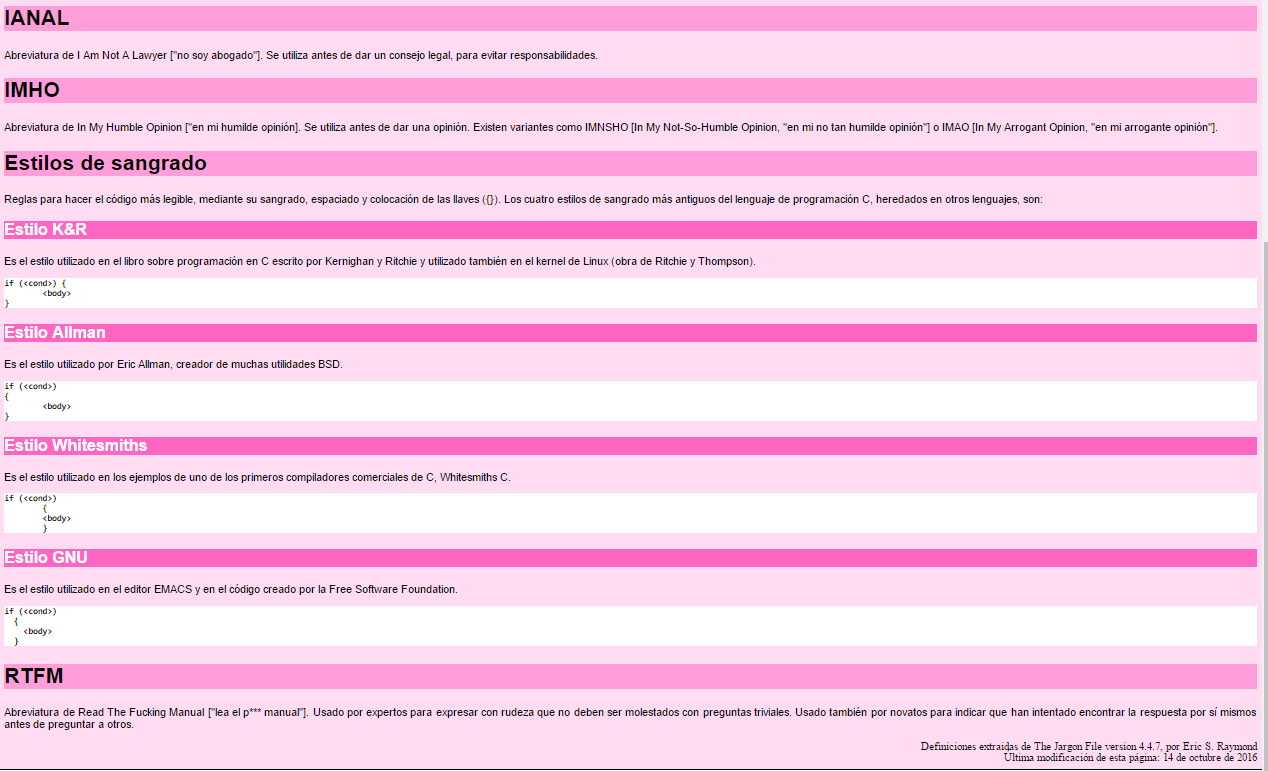 IANAL
Abreviatura de I Am Not A Lawyer ["no soy abogado"]. Se utiliza antes de dar un consejo legal, para evitar responsabilidades.
IMHO
Abreviatura de In My Humble Opinion ["en mi humilde opinión]. Se utiliza antes de dar una opinión. Existen variantes como IMNSHO [In My Not-So-Humble Opinion, "en mi no tan humilde opinión"] o IMAO [In My Arrogant Opinion, "en mi arrogante opinión"].
Estilos de sangrado
Reglas para hacer el código más legible, mediante su sangrado, espaciado y colocación de las llaves ({}). Los cuatro estilos de sangrado más antiguos del lenguaje de programación C, heredados en otros lenguajes, son:
Estilo K&R
Es el estilo utilizado en el libro sobre programación en C escrito por Kernighan y Ritchie y utilizado también en el kernel de Linux (obra de Ritchie y Thompson).
if (<cond>) {
        <body>
}
Estilo Allman
Es el estilo utilizado por Eric Allman, creador de muchas utilidades BSD.
if (<cond>)
{
        <body>
}
Estilo Whitesmiths
Es el estilo utilizado en los ejemplos de uno de los primeros compiladores comerciales de C, Whitesmiths C.
if (<cond>)
        {
        <body>
        }
Estilo GNU
Es el estilo utilizado en el editor EMACS y en el código creado por la Free Software Foundation.
if (<cond>)
  {
    <body>
  }
RTFM
Abreviatura de Read The Fucking Manual ["lea el p*** manual"]. Usado por expertos para expresar con rudeza que no deben ser molestados con preguntas triviales. Usado también por novatos para indicar que han intentado encontrar la respuesta por sí mismos
antes de preguntar a otros.
Definiciones extraidas de The Jargon File version 4.4.7, por Eric S. Raymond
Última modificación de esta página: 14 de octubre de 2016